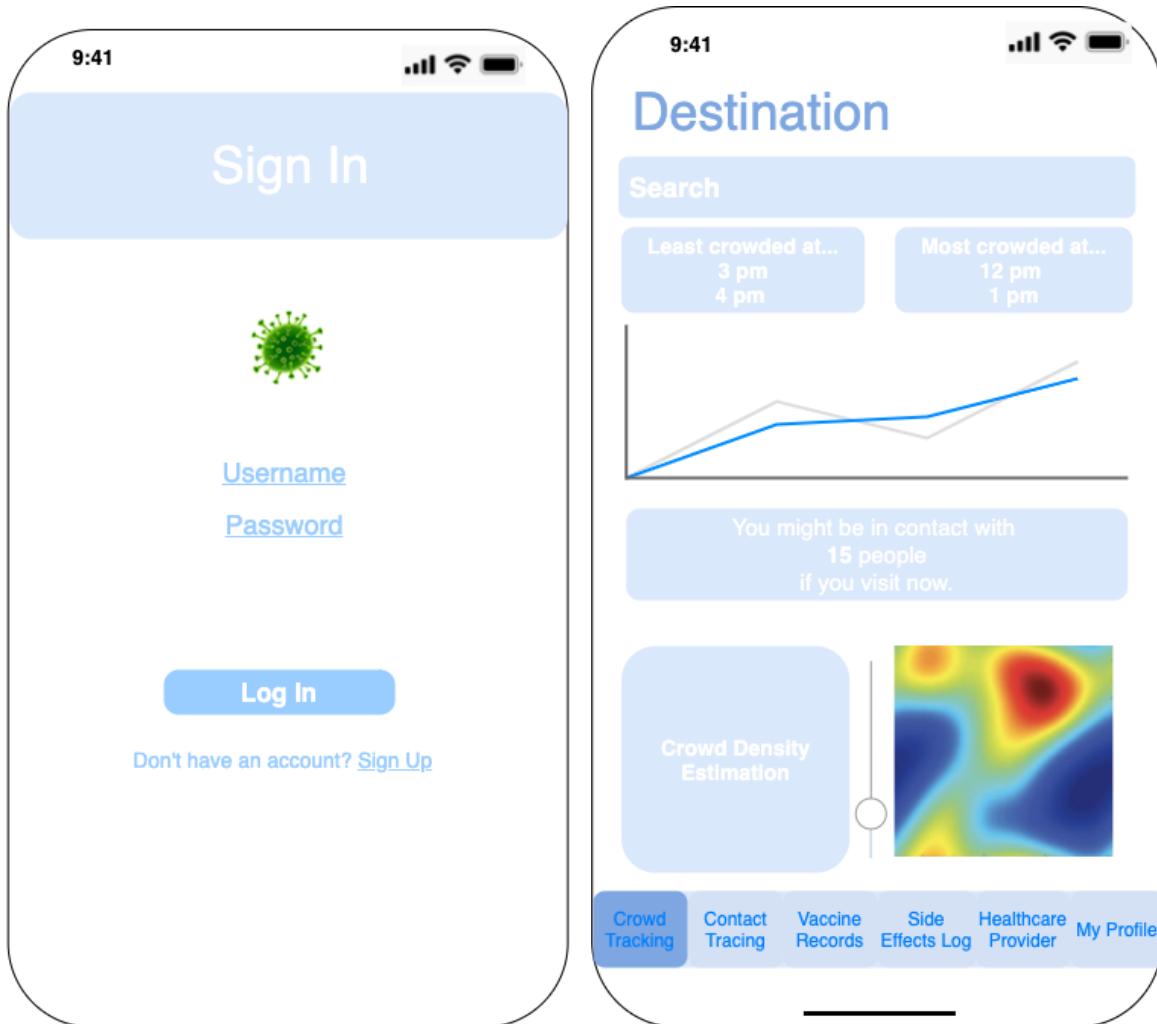 9:41
Sign In
Username
Password
Log In
Don't have an account? Sign Up
9:41
Destination
Search
Least crowded at...
3 pm
4 pm
Most crowded at...
12 pm
1 pm
You might be in contact with
15 people
if you visit now.
Crowd Density
Estimation
Crowd
Tracking
Contact
Tracing
Vaccine
Records
Side
Effects Log
Healthcare
Provider
My Profile